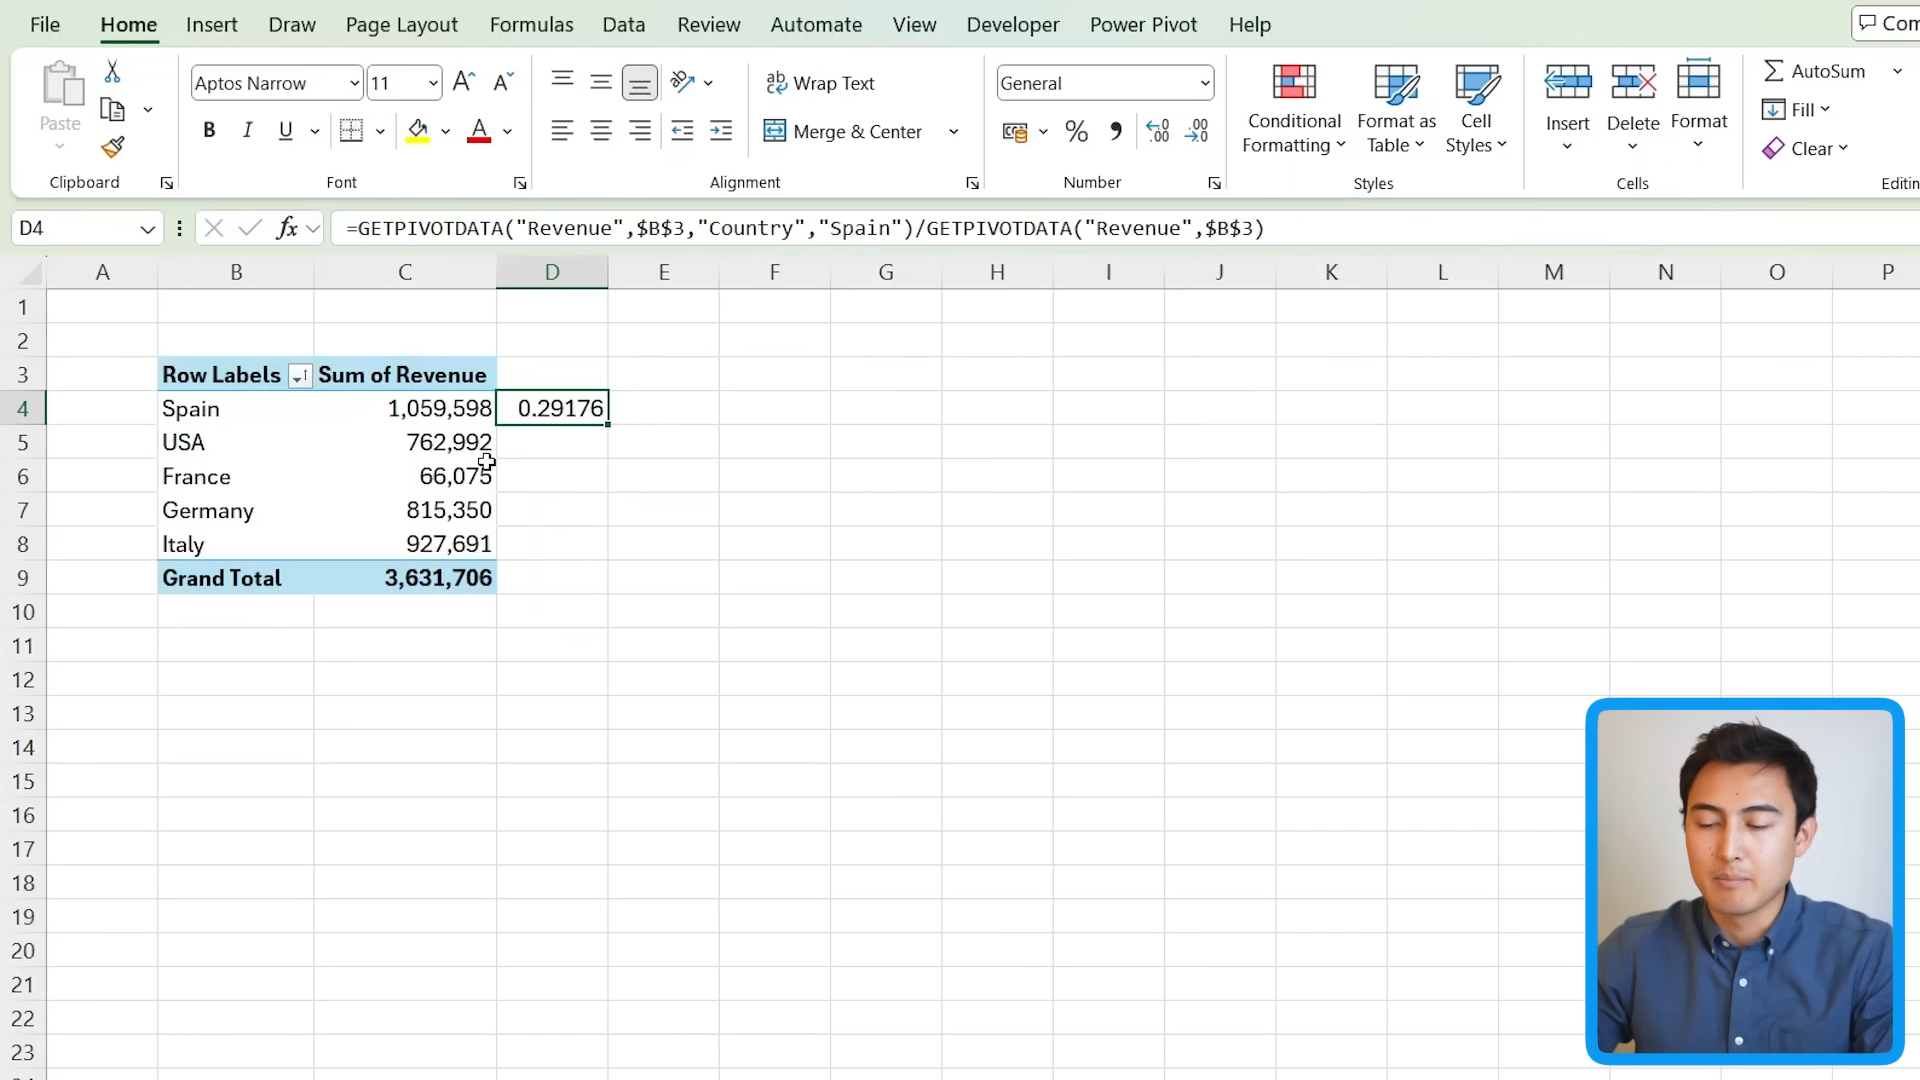 File Home Insert Draw Page Layout Formulas Data Review Automate View Developer Power Pivot Help
Aptos Narrow 11 A A Wrap Text General AutoSum
Paste Conditional Format as Cell Insert Delete Format Fill
B I U A Merge & Center % Formatting Table Styles Clear
Clipboard Font Alignment Number Styles Cells
D4 fx =GETPIVOTDATA("Revenue",$B$3,"Country","Spain")/GETPIVOTDATA("Revenue",$B$3)
A B C D E F G H I J K L M N O P
1
2
3 Row Labels Sum of Revenue
4 Spain 1,059,598 0.29176
5 USA 762,992
6 France 66,075
7 Germany 815,350
8 Italy 927,691
9 Grand Total 3,631,706
10
11
12
13
14
15
16
17
18
19
20
21
22
23